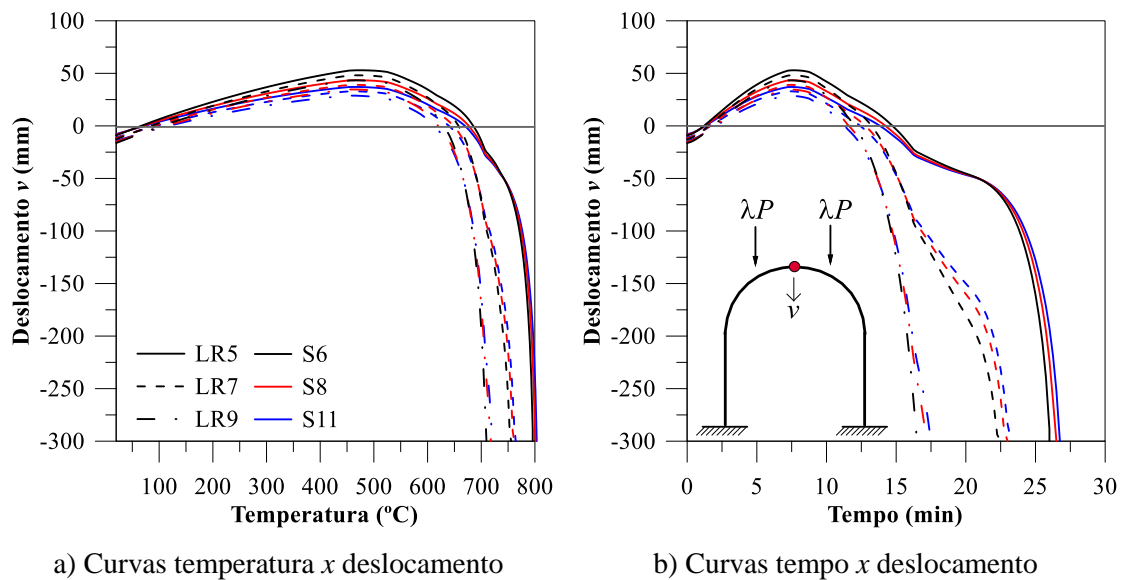 100
50
0
-50
-100
-150
-200
-250
-300
Deslocamento v (mm)
LR5
S6
LR7
S8
LR9
S11
100 200 300 400 500 600 700 800
Temperatura (ºC)
a) Curvas temperatura x deslocamento
100
50
0
-50
-100
-150
-200
-250
-300
Deslocamento v (mm)
λP λP
v
0 5 10 15 20 25 30
Tempo (min)
b) Curvas tempo x deslocamento